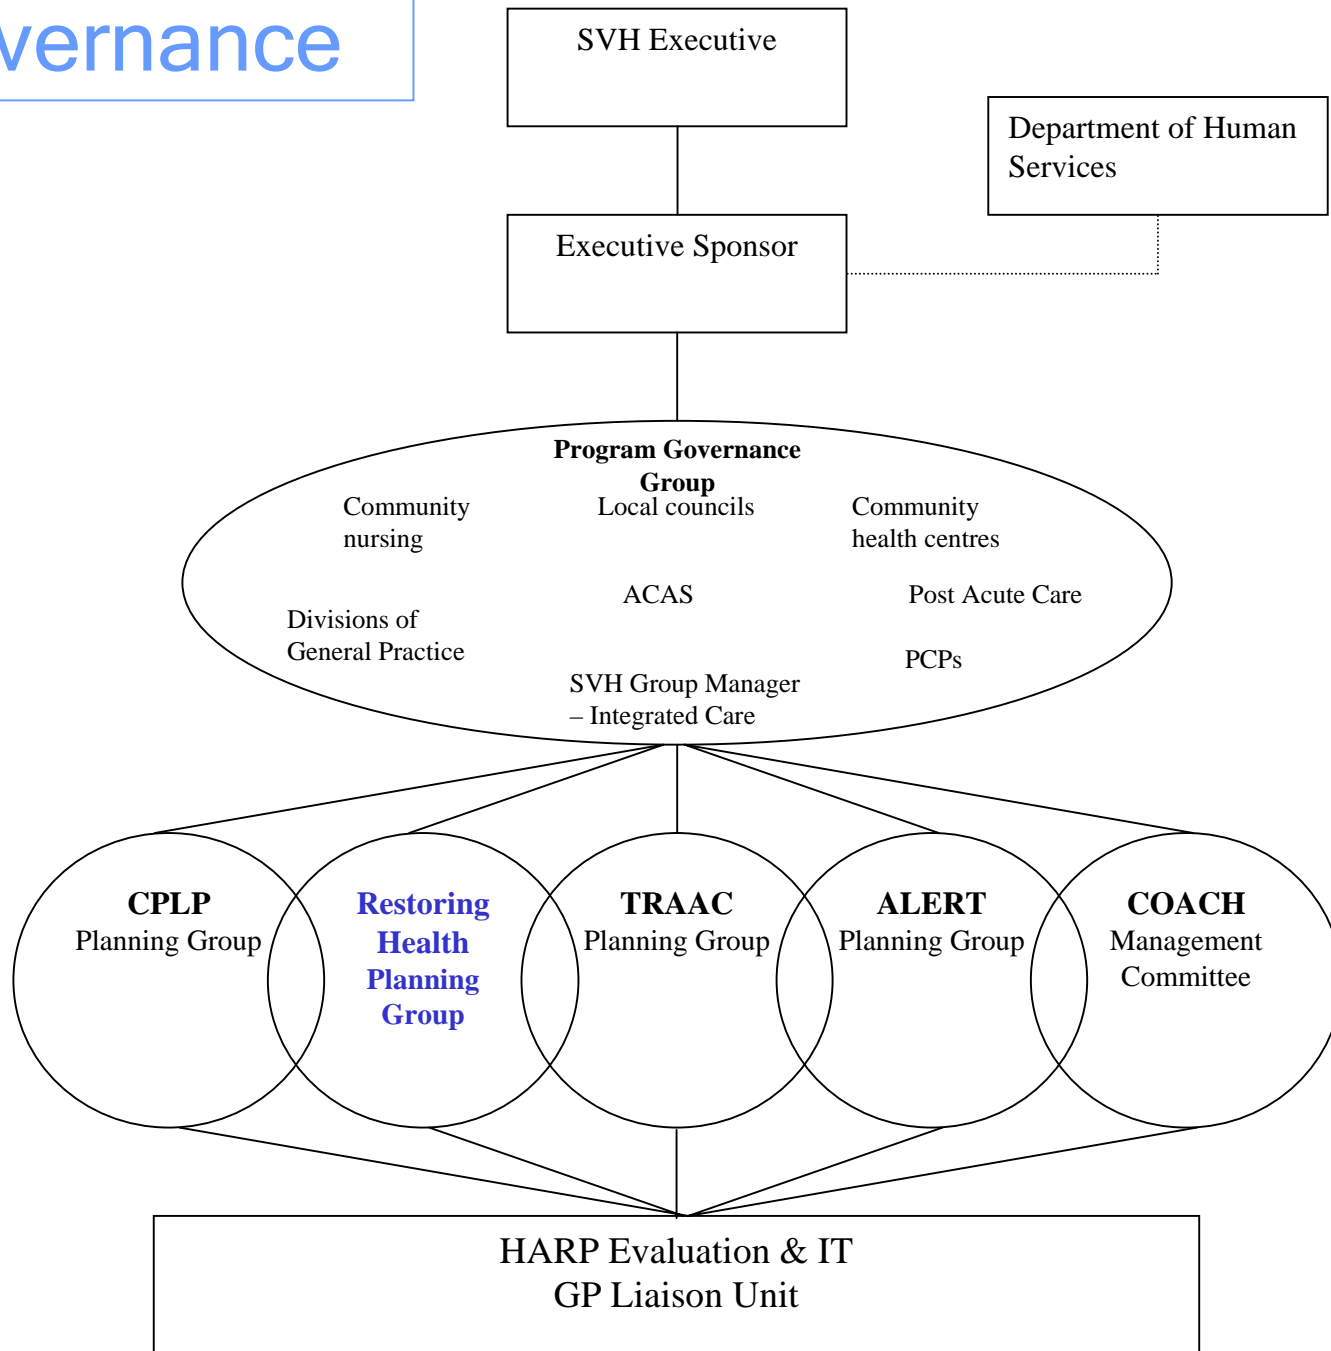 vernance
SVH Executive
Department of Human
Services
Executive Sponsor
Program Governance
Group
Community
nursing
Local councils
Community
health centres
ACAS
Post Acute Care
Divisions of
General Practice
PCPs
SVH Group Manager
– Integrated Care
CPLP
Planning Group
Restoring
Health
Planning
Group
TRAAC
Planning Group
ALERT
Planning Group
COACH
Management
Committee
HARP Evaluation & IT
GP Liaison Unit